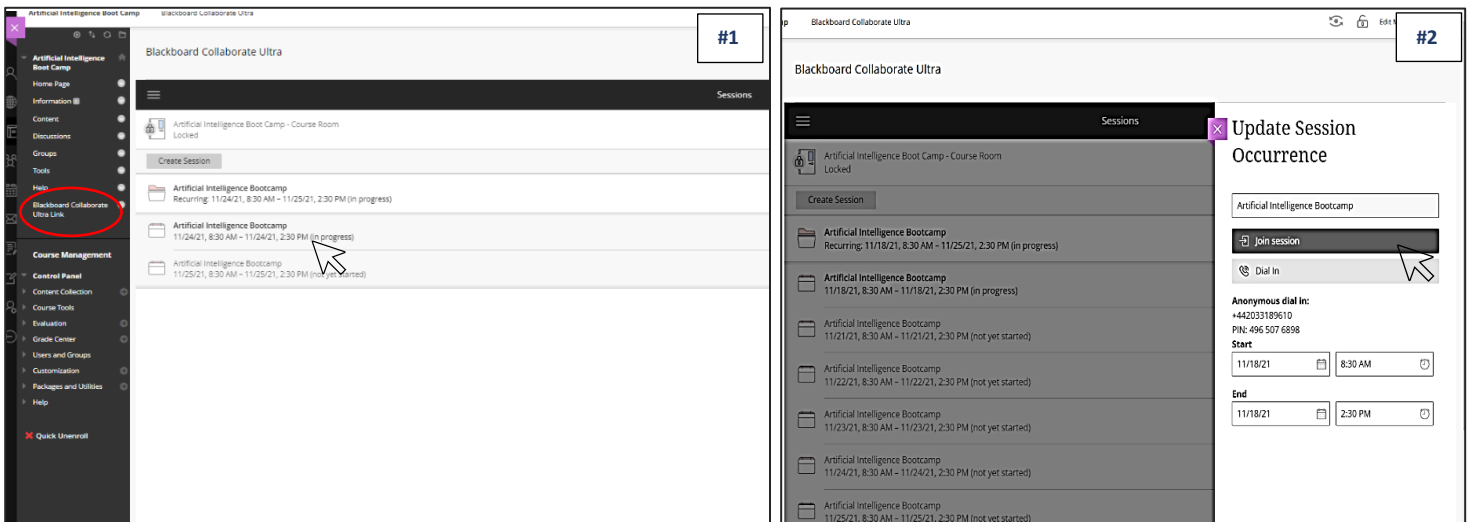 Artificial Intelligence Boot Camp
Blackboard Collaborate Ultra
#1
Artificial Intelligence
Boot Camp
Home Page
Information
Content
Discussions
Groups
Tools
Help
Blackboard Collaborate
Ultra Link
Course Management
Control Panel
Content Collection
Course Tools
Evaluation
Grade Center
Users and Groups
Customization
Packages and Utilities
Help
Quick Unenroll
Blackboard Collaborate Ultra
Sessions
Artificial Intelligence Boot Camp - Course Room
Locked
Create Session
Artificial Intelligence Bootcamp
Recurring: 11/24/21, 8:30 AM – 11/25/21, 2:30 PM (in progress)
Artificial Intelligence Bootcamp
11/24/21, 8:30 AM – 11/24/21, 2:30 PM (in progress)
Artificial Intelligence Bootcamp
11/25/21, 8:30 AM – 11/25/21, 2:30 PM (not yet started)
Blackboard Collaborate Ultra
#2
Blackboard Collaborate Ultra
Sessions
Artificial Intelligence Boot Camp - Course Room
Locked
Create Session
Artificial Intelligence Bootcamp
Recurring: 11/18/21, 8:30 AM – 11/25/21, 2:30 PM (in progress)
Artificial Intelligence Bootcamp
11/18/21, 8:30 AM – 11/18/21, 2:30 PM (in progress)
Artificial Intelligence Bootcamp
11/21/21, 8:30 AM – 11/21/21, 2:30 PM (not yet started)
Artificial Intelligence Bootcamp
11/22/21, 8:30 AM – 11/22/21, 2:30 PM (not yet started)
Artificial Intelligence Bootcamp
11/23/21, 8:30 AM – 11/23/21, 2:30 PM (not yet started)
Artificial Intelligence Bootcamp
11/24/21, 8:30 AM – 11/24/21, 2:30 PM (not yet started)
Artificial Intelligence Bootcamp
11/25/21, 8:30 AM – 11/25/21, 2:30 PM (not yet started)
Update Session
Occurrence
Artificial Intelligence Bootcamp
Join session
Dial In
Anonymous dial in:
+442033189610
PIN: 496 507 6898
Start
11/18/21
8:30 AM
End
11/18/21
2:30 PM